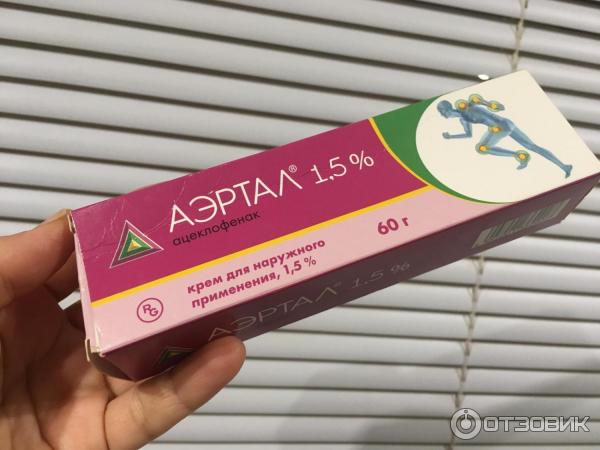 АЭРТАЛ® 1,5%
ацеклофенак
крем для наружного
применения, 1,5%
60 г
RG
АЭРТАЛ® 1.5%
ОТЗОВИК